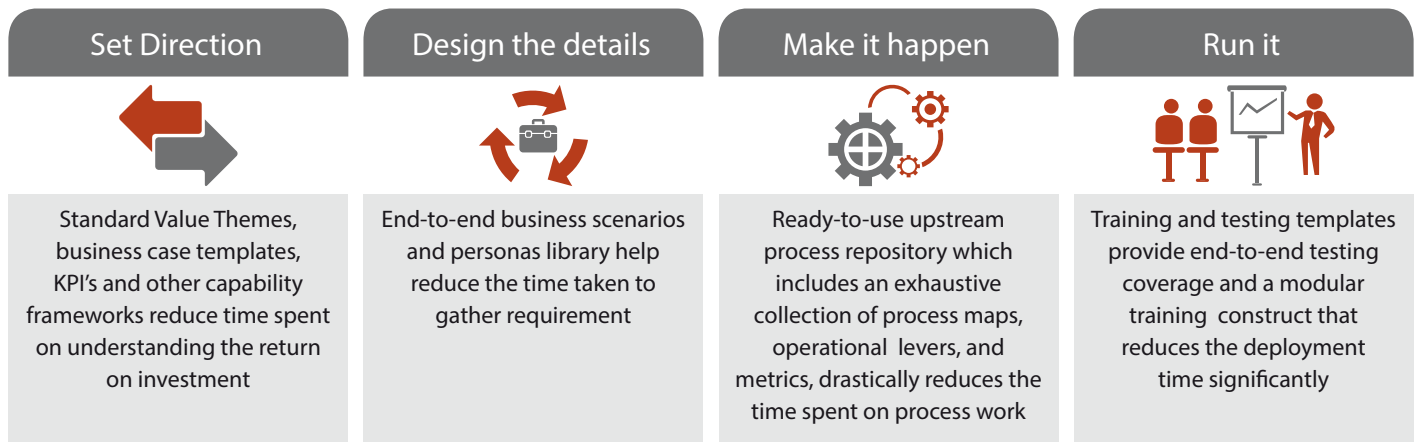 Set Direction
Standard Value Themes,
business case templates,
KPI's and other capability
frameworks reduce time spent
on understanding the return
on investment
Design the details
End-to-end business scenarios
and personas library help
reduce the time taken to
gather requirement
Make it happen
Ready-to-use upstream
process repository which
includes an exhaustive
collection of process maps,
operational levers, and
metrics, drastically reduces the
time spent on process work
Run it
Training and testing templates
provide end-to-end testing
coverage and a modular
training construct that
reduces the deployment
time significantly